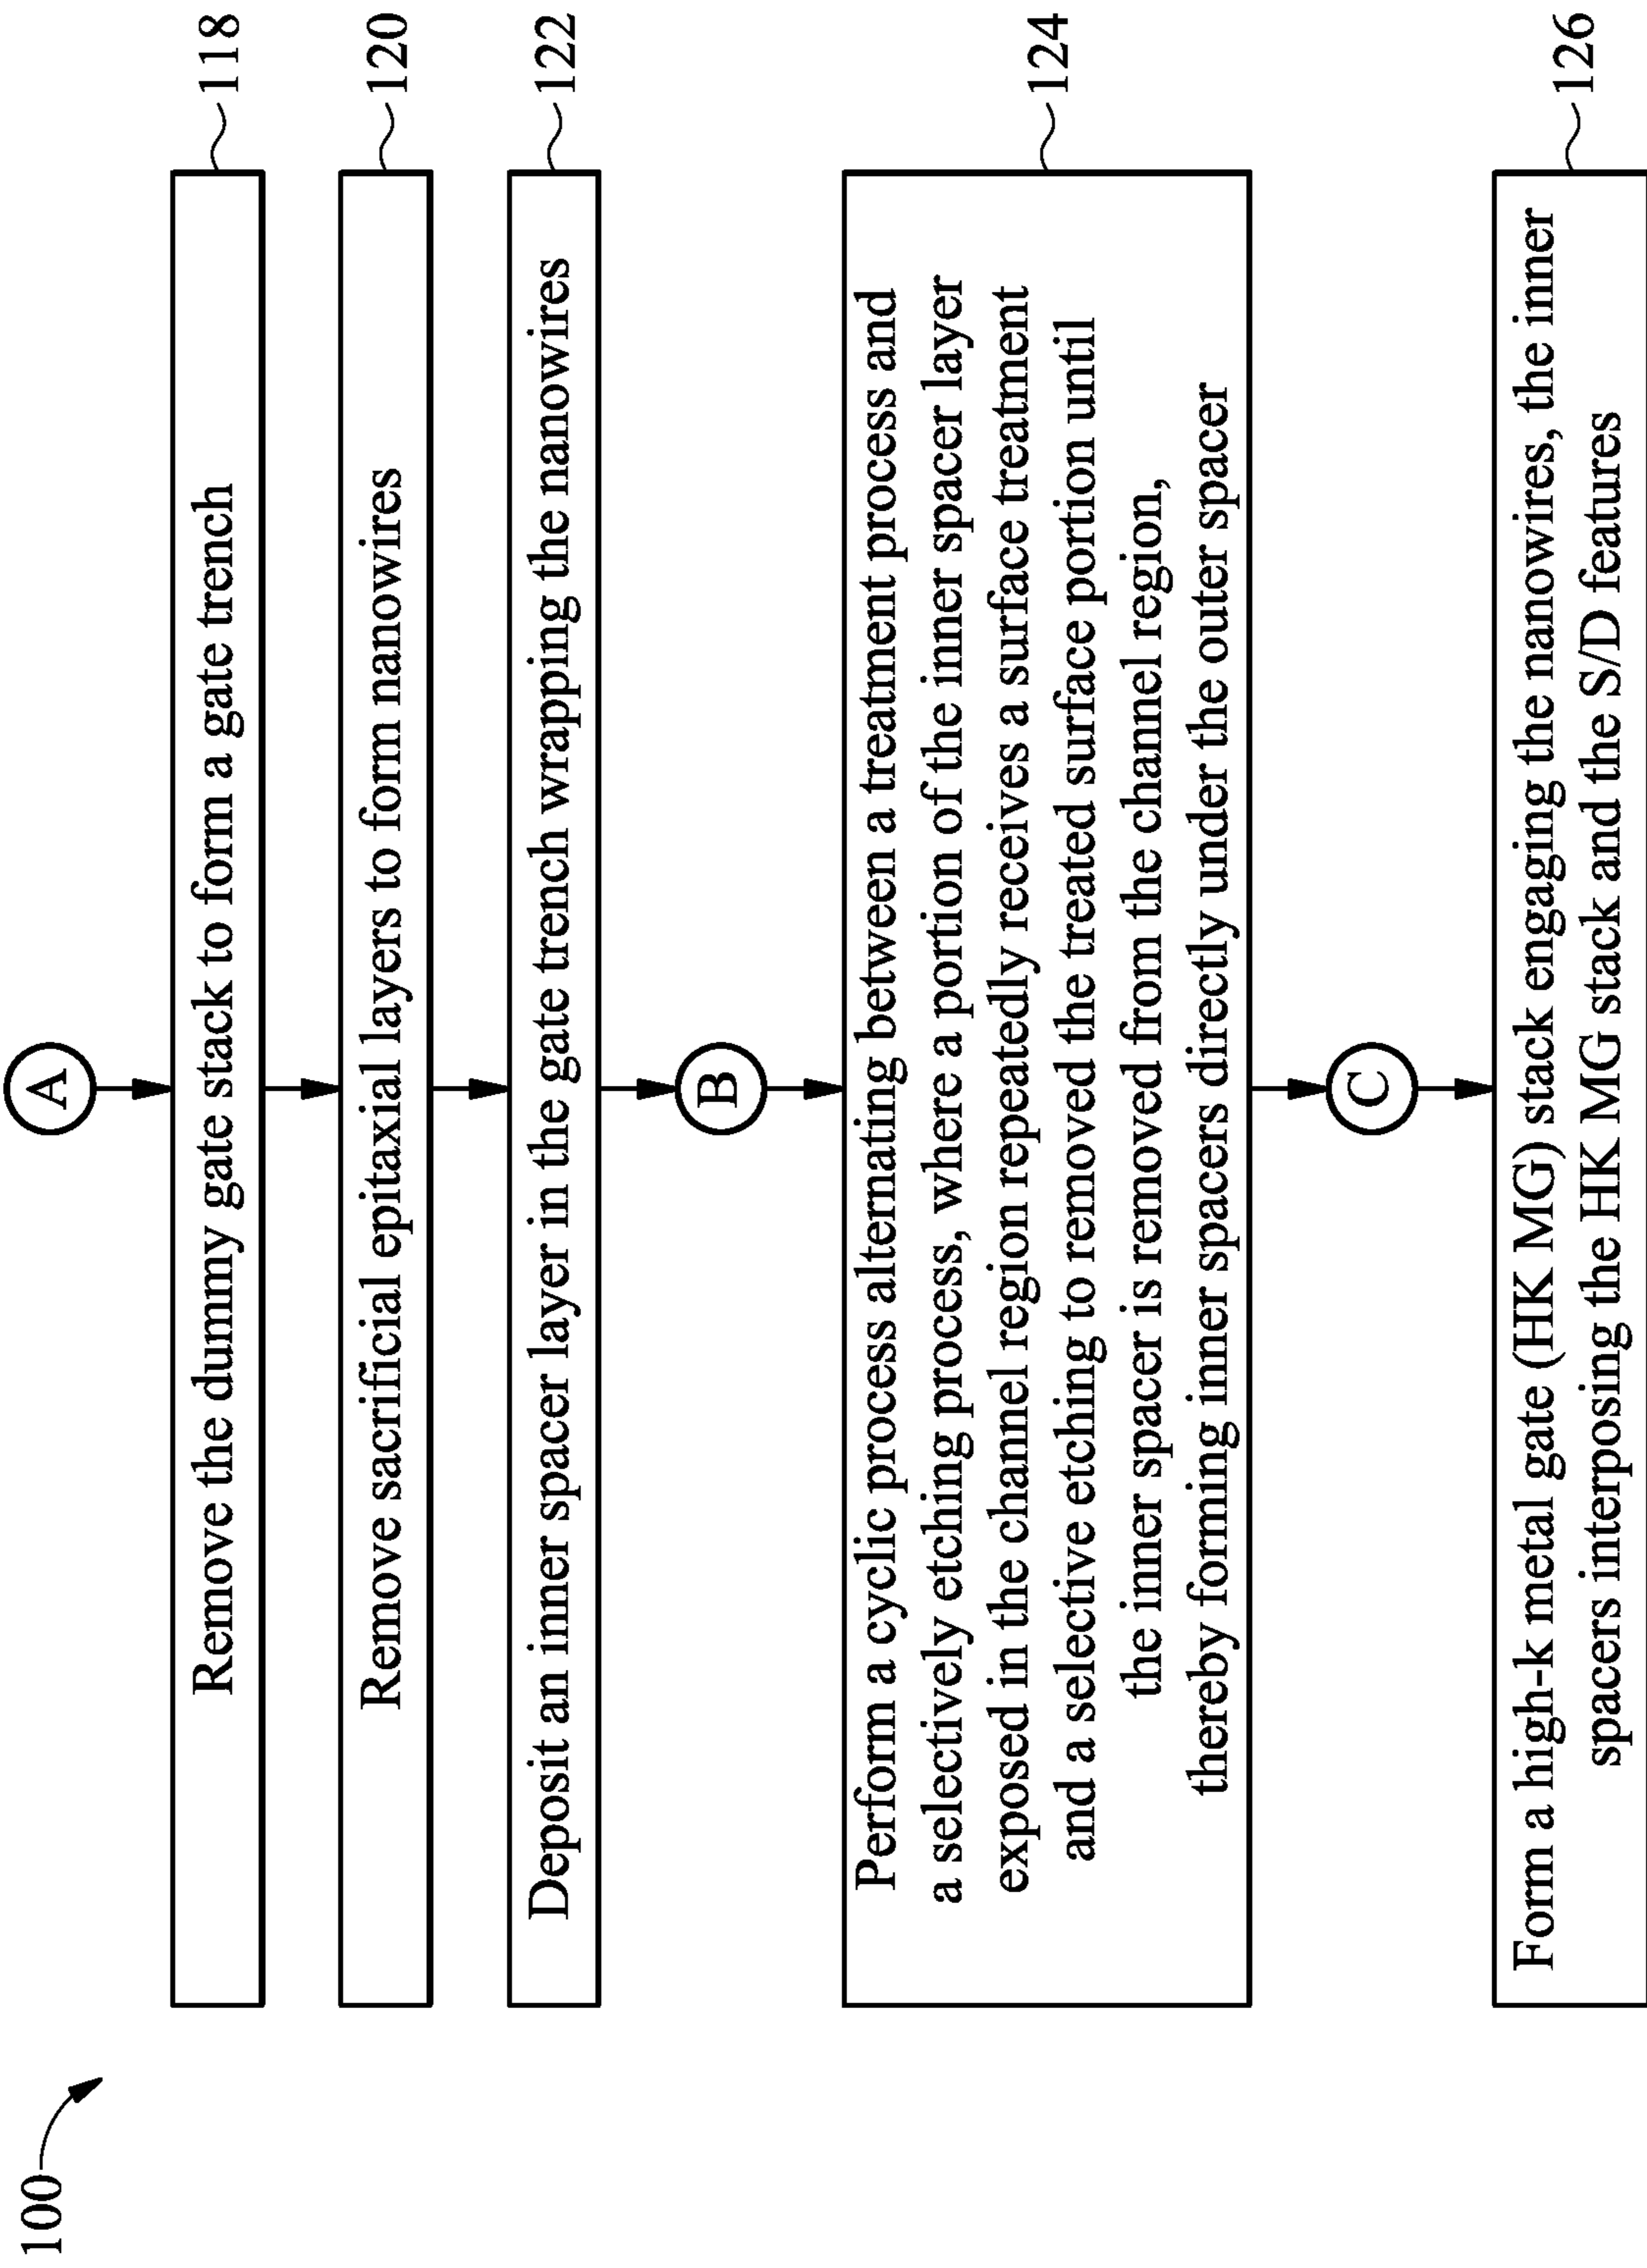 100
A
Remove the dummy gate stack to form a gate trench
118
Remove sacrificial epitaxial layers to form nanowires
120
Deposit an inner spacer layer in the gate trench wrapping the nanowires
122
B
Perform a cyclic process alternating between a treatment process and
a selectively etching process, where a portion of the inner spacer layer
exposed in the channel region repeatedly receives a surface treatment
and a selective etching to removed the treated surface portion until
the inner spacer is removed from the channel region,
thereby forming inner spacers directly under the outer spacer
124
C
Form a high-k metal gate (HK MG) stack engaging the nanowires, the inner
spacers interposing the HK MG stack and the S/D features
126